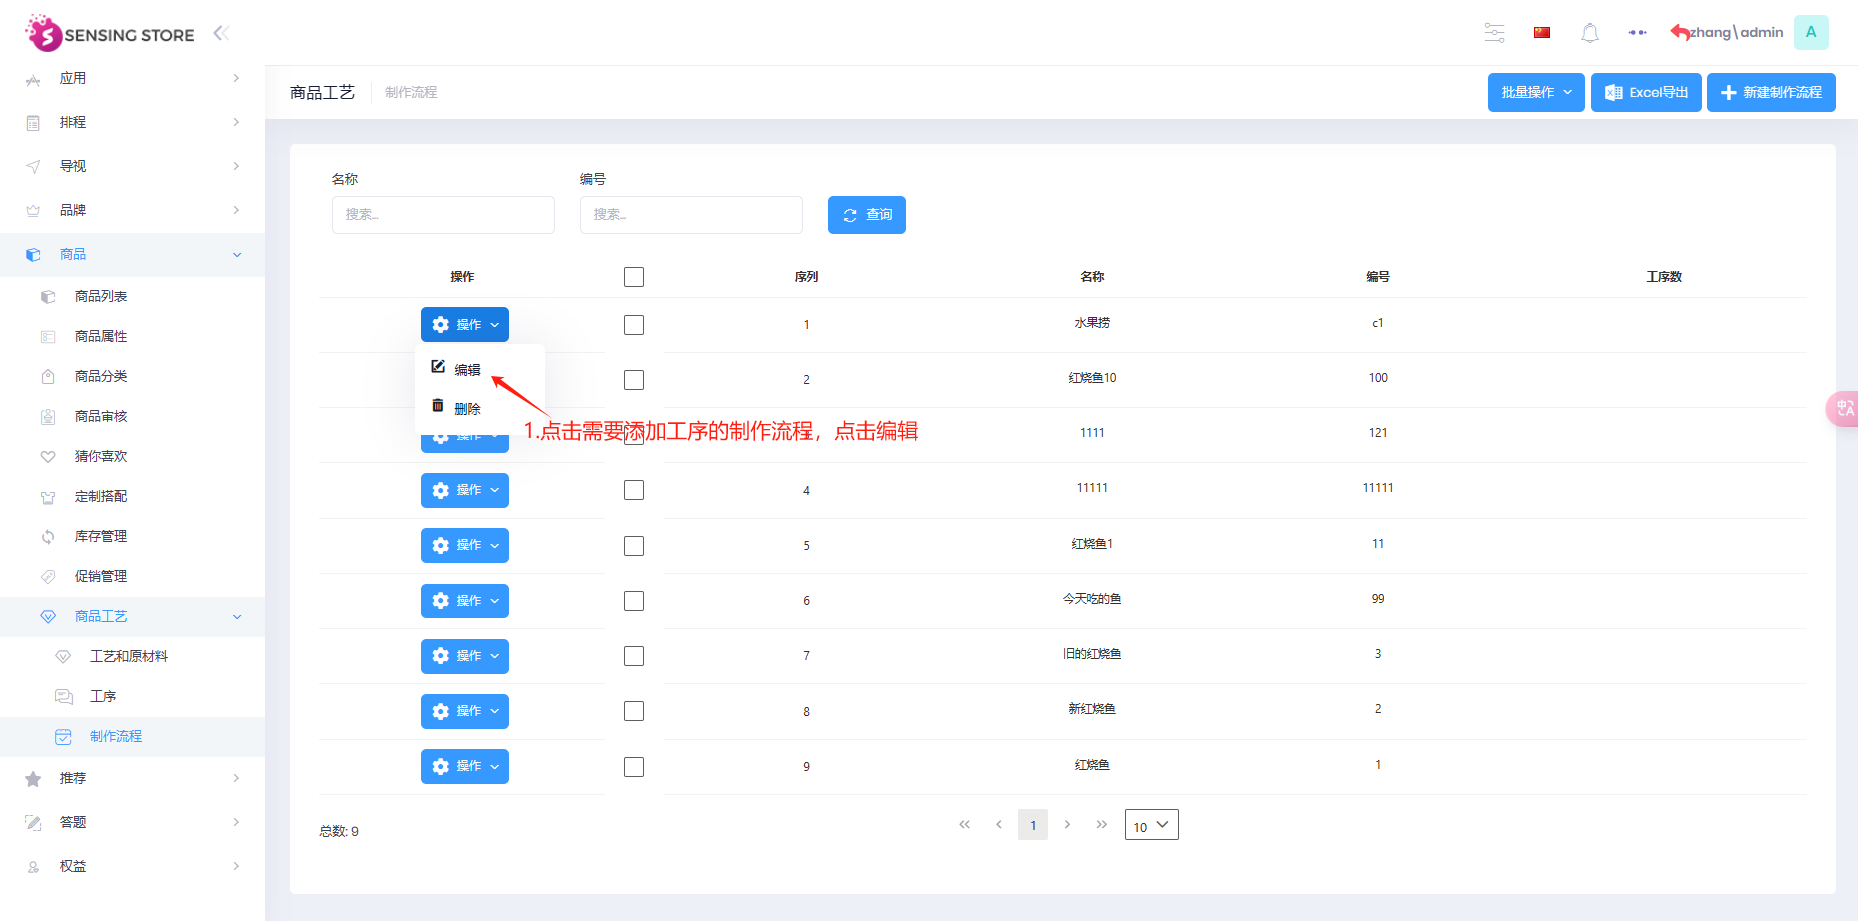 SENSING STORE
zhang\admin
A
应用
排程
导视
品牌
商品
商品列表
商品属性
商品分类
商品审核
猜你喜欢
定制搭配
库存管理
促销管理
商品工艺
工艺和原材料
工序
制作流程
推荐
答题
权益
商品工艺 制作流程
批量操作 Excel导出 新建制作流程
名称 编号
搜索... 搜索... 查询
操作 序列 名称 编号 工序数
操作 1 水果捞 c1
编辑
删除
2 红烧鱼10 100
1.点击需要添加工序的制作流程，点击编辑
操作 1111 121
操作 4 11111 11111
操作 5 红烧鱼1 11
操作 6 今天吃的鱼 99
操作 7 旧的红烧鱼 3
操作 8 新红烧鱼 2
操作 9 红烧鱼 1
总数: 9
1 10